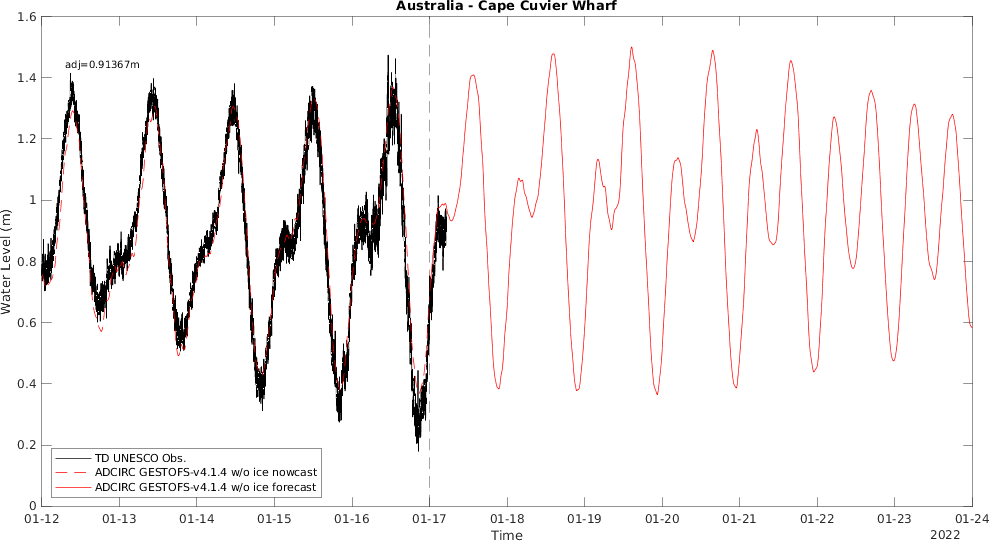 Australia - Cape Cuvier Wharf
adj=0.91367m
Water Level (m)
1.6
1.4
1.2
1
0.8
0.6
0.4
0.2
0
TD UNESCO Obs.
ADCIRC GESTOFS-v4.1.4 w/o ice nowcast
ADCIRC GESTOFS-v4.1.4 w/o ice forecast
01-12 01-13 01-14 01-15 01-16 01-17 01-18 01-19 01-20 01-21 01-22 01-23 01-24
Time
2022